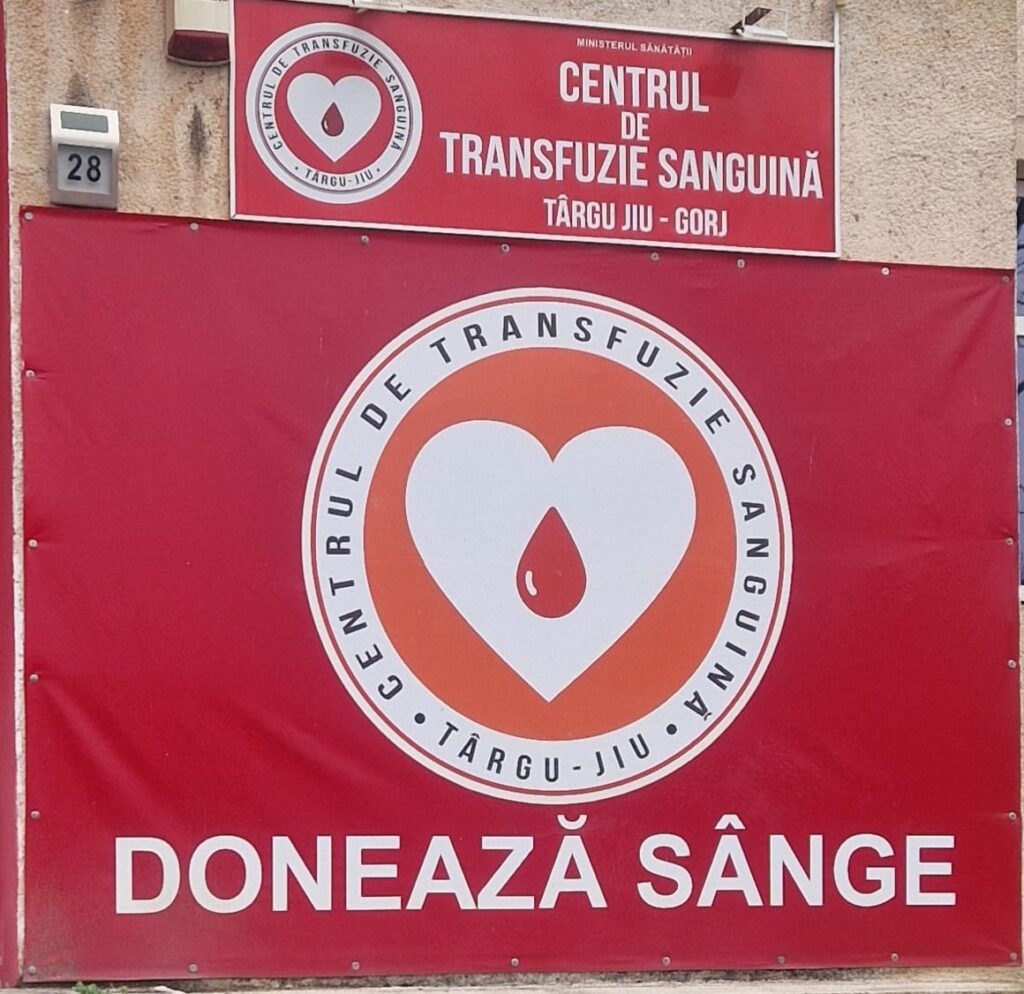 28
CENTRUL DE TRANSFUZIE SANGUINĂ
• TÂRGU-JIU •
MINISTERUL SĂNĂTĂȚII
CENTRUL
DE
TRANSFUZIE SANGUINĂ
TÂRGU JIU - GORJ
CENTRUL DE TRANSFUZIE SANGUINĂ
• TÂRGU-JIU •
DONEAZĂ SÂNGE